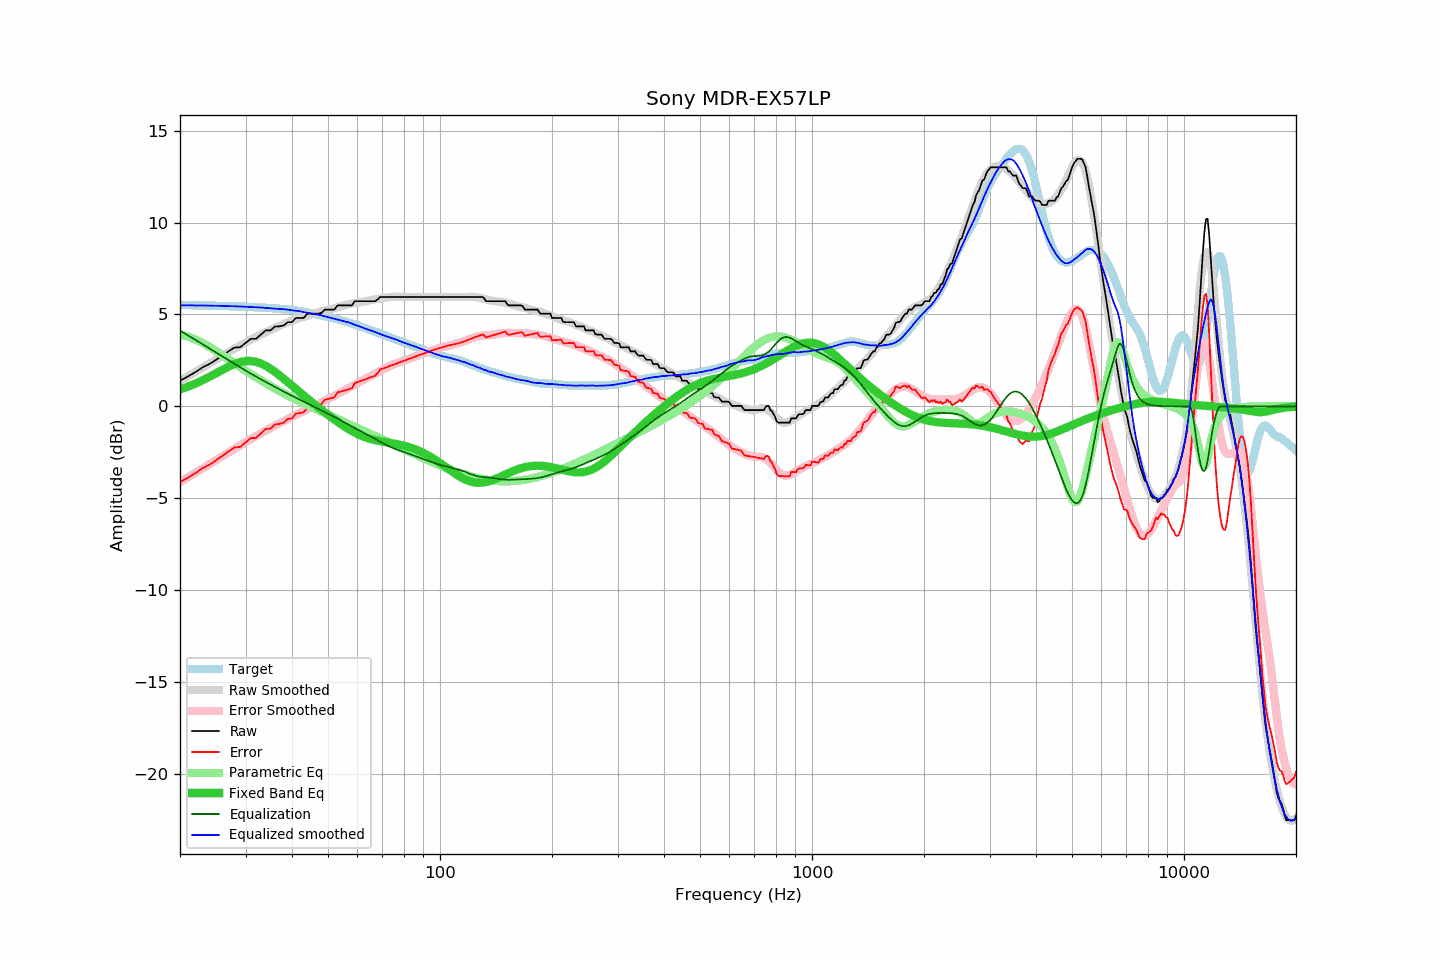 Sony MDR-EX57LP
15
10
5
0
−5
−10
−15
−20
Amplitude (dBr)
Target
Raw Smoothed
Error Smoothed
Raw
Error
Parametric Eq
Fixed Band Eq
Equalization
Equalized smoothed
100
1000
10000
Frequency (Hz)